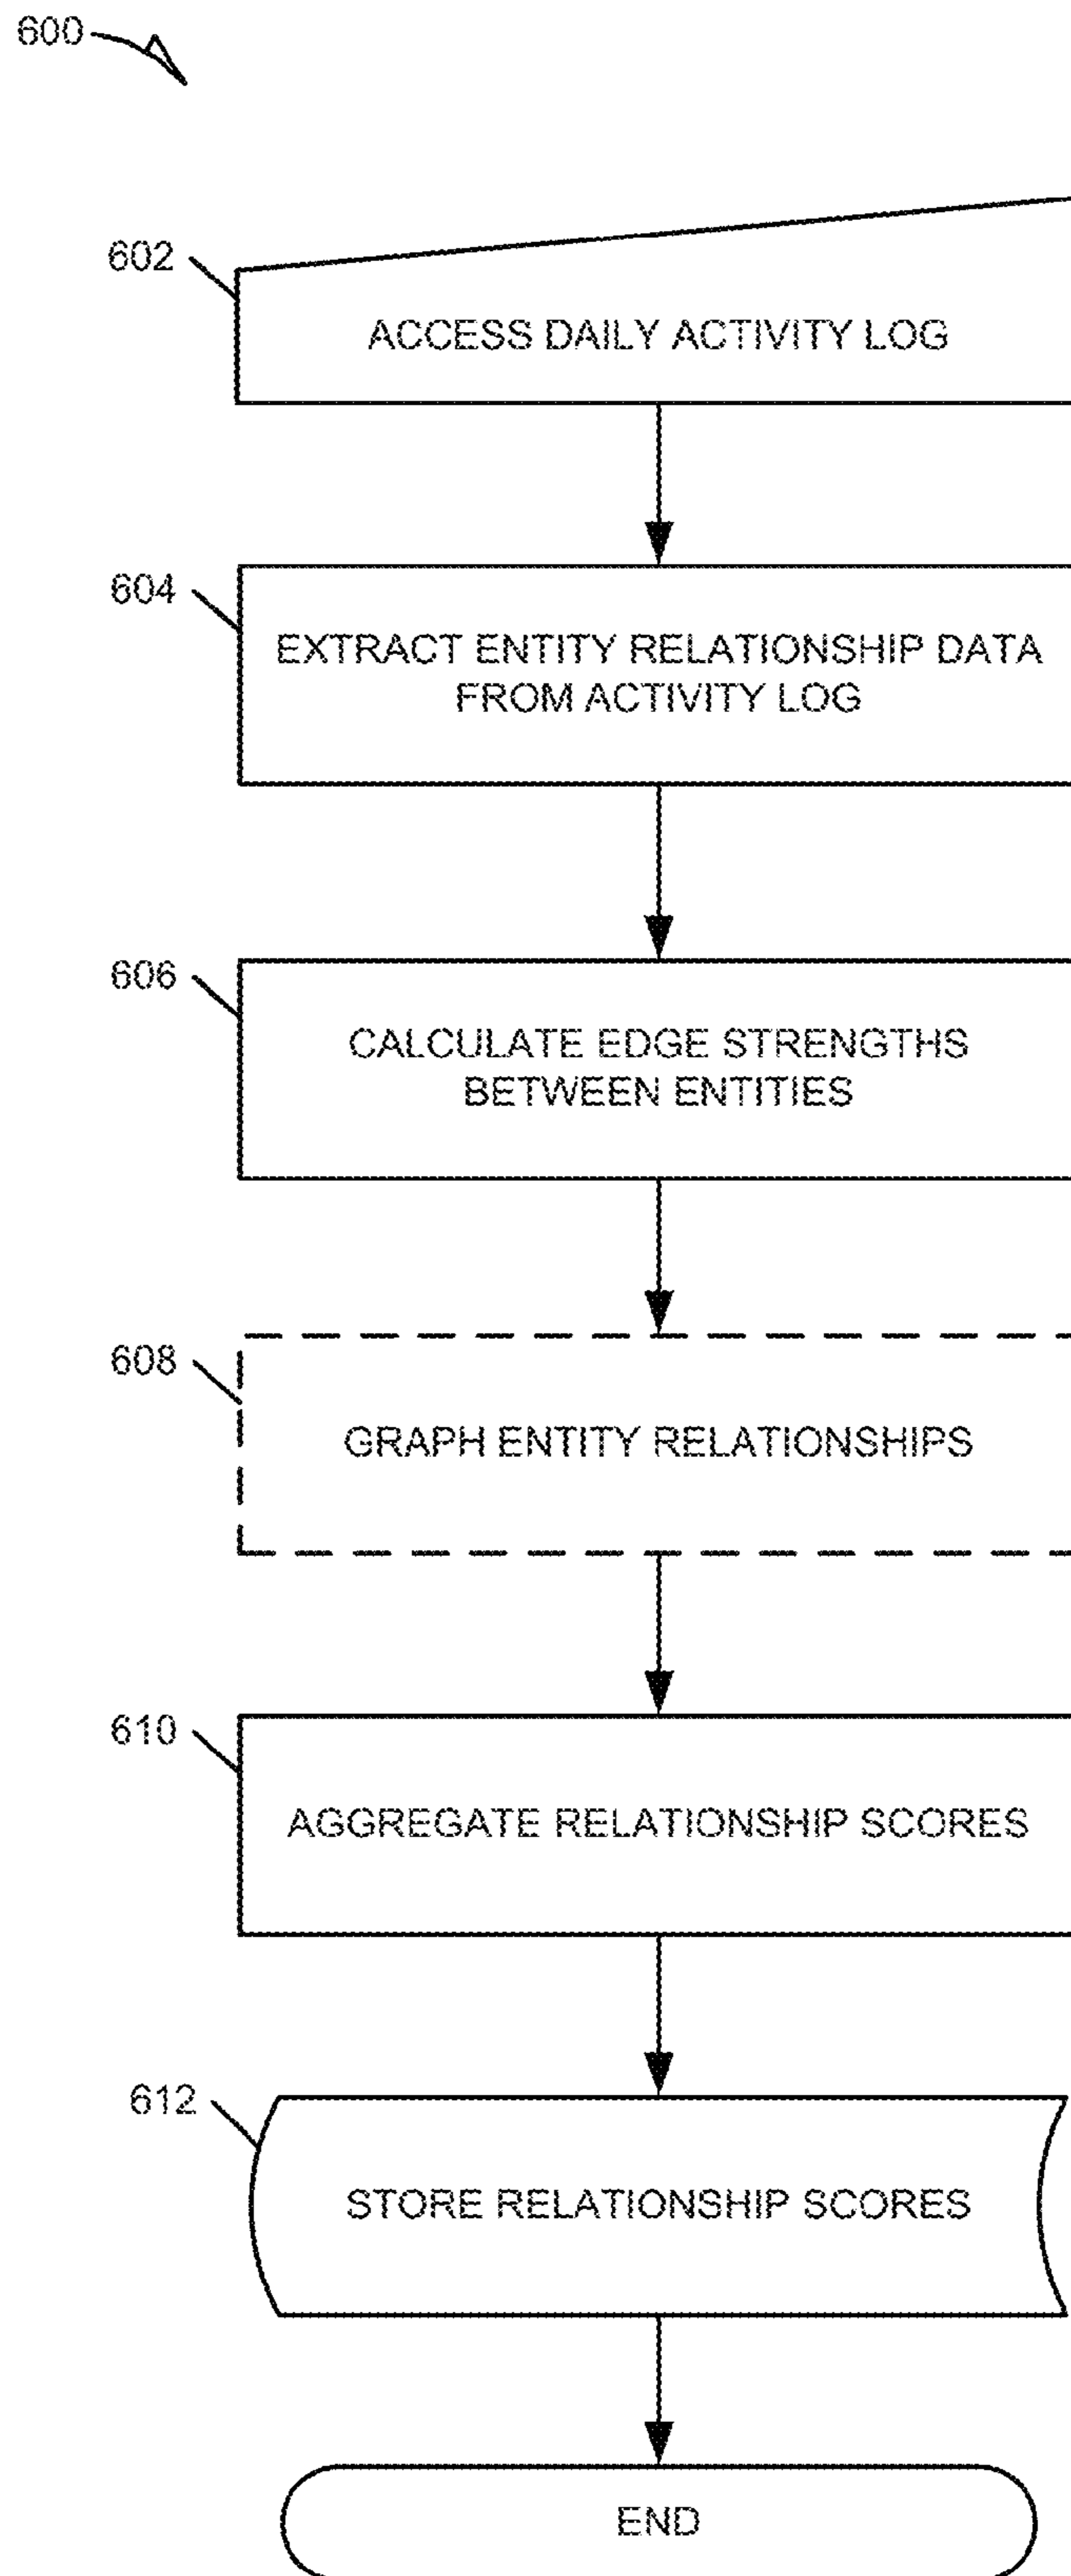 600
602
ACCESS DAILY ACTIVITY LOG
604
EXTRACT ENTITY RELATIONSHIP DATA
FROM ACTIVITY LOG
606
CALCULATE EDGE STRENGTHS
BETWEEN ENTITIES
608
GRAPH ENTITY RELATIONSHIPS
610
AGGREGATE RELATIONSHIP SCORES
612
STORE RELATIONSHIP SCORES
END